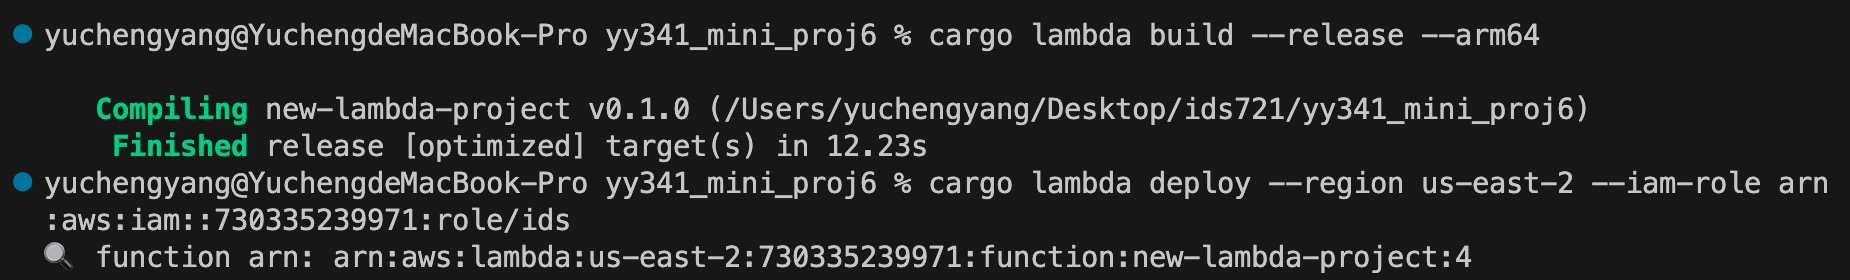 yuchengyang@YuchengdeMacBook-Pro yy341_mini_proj6 % cargo lambda build --release --arm64
Compiling new-lambda-project v0.1.0 (/Users/yuchengyang/Desktop/ids721/yy341_mini_proj6)
Finished release [optimized] target(s) in 12.23s
yuchengyang@YuchengdeMacBook-Pro yy341_mini_proj6 % cargo lambda deploy --region us-east-2 --iam-role arn
:aws:iam::730335239971:role/ids
🔍 function arn: arn:aws:lambda:us-east-2:730335239971:function:new-lambda-project:4